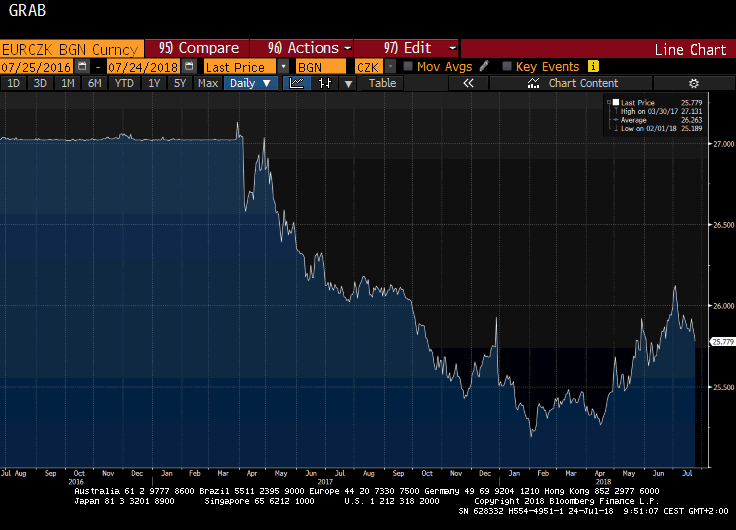 GRAB
EURCZK BGN Curncy 95) Compare 96) Actions 97) Edit Line Chart
07/25/2016 - 07/24/2018 Last Price BGN CZK Mov Avgs Key Events i
1D 3D 1M 6M YTD 1Y 5Y Max Daily ▼ ▼ Table << Chart Content
Last Price 25.779
High on 03/30/17 27.131
Average 26.263
Low on 02/01/18 25.189
27.000
26.500
26.000
25.779
25.500
Jul Aug Sep Oct Nov Dec Jan Feb Mar Apr May Jun Jul Aug Sep Oct Nov Dec Jan Feb Mar Apr May Jun Jul
2016 2017 2018
Australia 61 2 9777 8600 Brazil 5511 2395 9000 Europe 44 20 7330 7500 Germany 49 69 9204 1210 Hong Kong 852 2977 6000
Japan 81 3 3201 8900 Singapore 65 6212 1000 U.S. 1 212 318 2000 Copyright 2018 Bloomberg Finance L.P.
SN 628332 H554-4951-1 24-Jul-18 9:51:07 CEST GMT+2:00